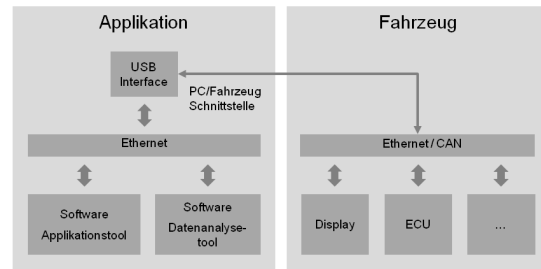 Applikation
Fahrzeug
USB
Interface
PC/Fahrzeug
Schnittstelle
Ethernet
Ethernet/CAN
Software
Applikationstool
Software
Datenanalyse-
tool
Display
ECU
...